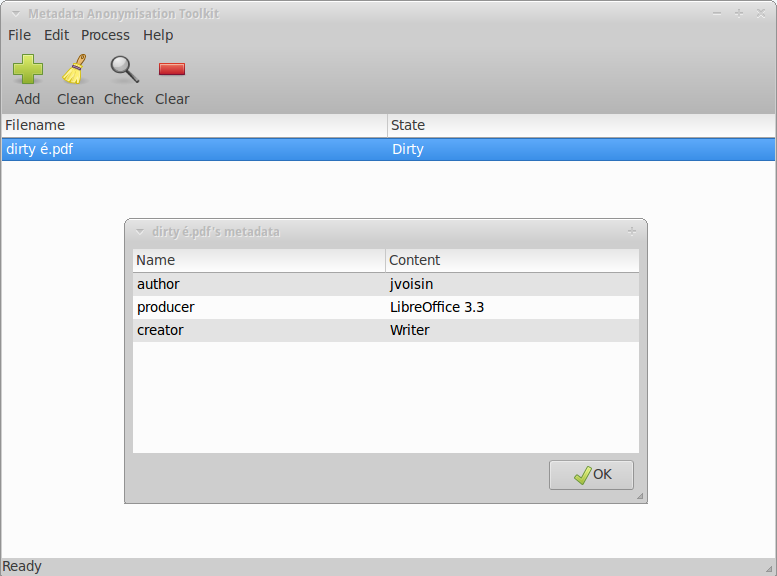 Metadata Anonymisation Toolkit
File Edit Process Help
Add Clean Check Clear
Filename State
dirty é.pdf Dirty
dirty é.pdf's metadata
Name Content
author jvoisin
producer LibreOffice 3.3
creator Writer
OK
Ready